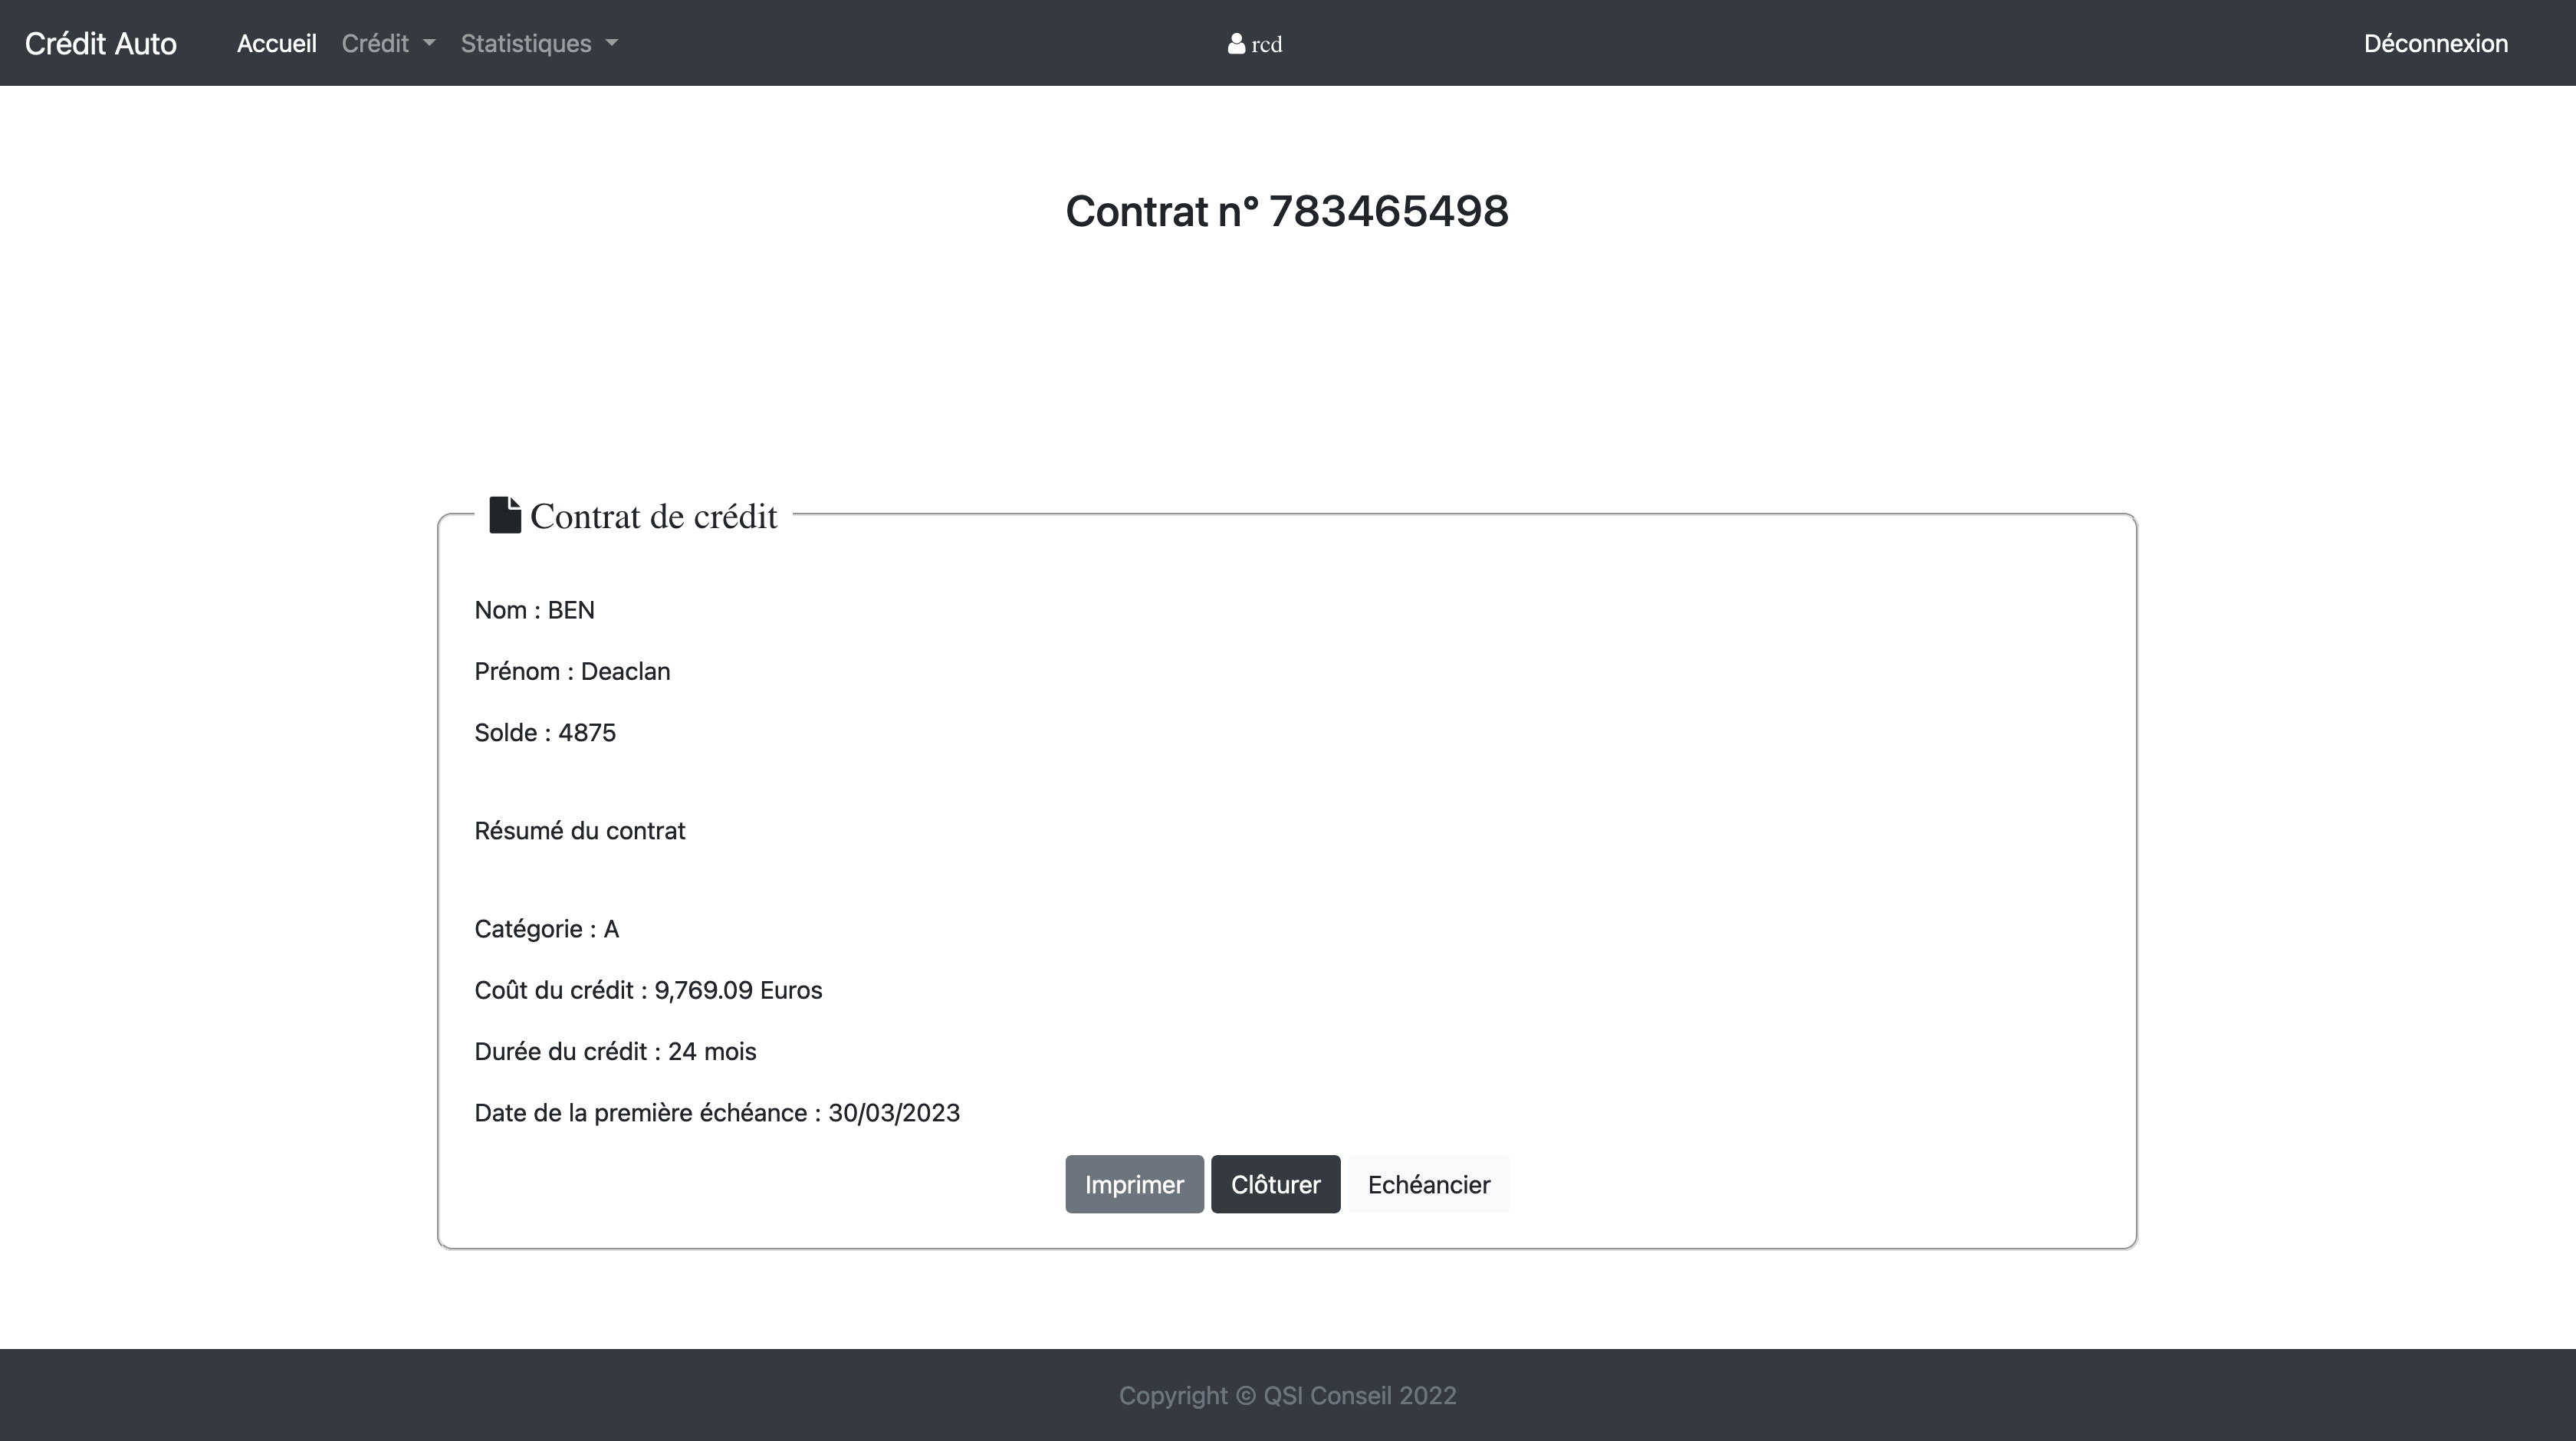 Crédit Auto Accueil Crédit Statistiques rcd Déconnexion
Contrat n° 783465498
Contrat de crédit
Nom : BEN
Prénom : Deaclan
Solde : 4875
Résumé du contrat
Catégorie : A
Coût du crédit : 9,769.09 Euros
Durée du crédit : 24 mois
Date de la première échéance : 30/03/2023
Imprimer Clôturer Echéancier
Copyright © QSI Conseil 2022